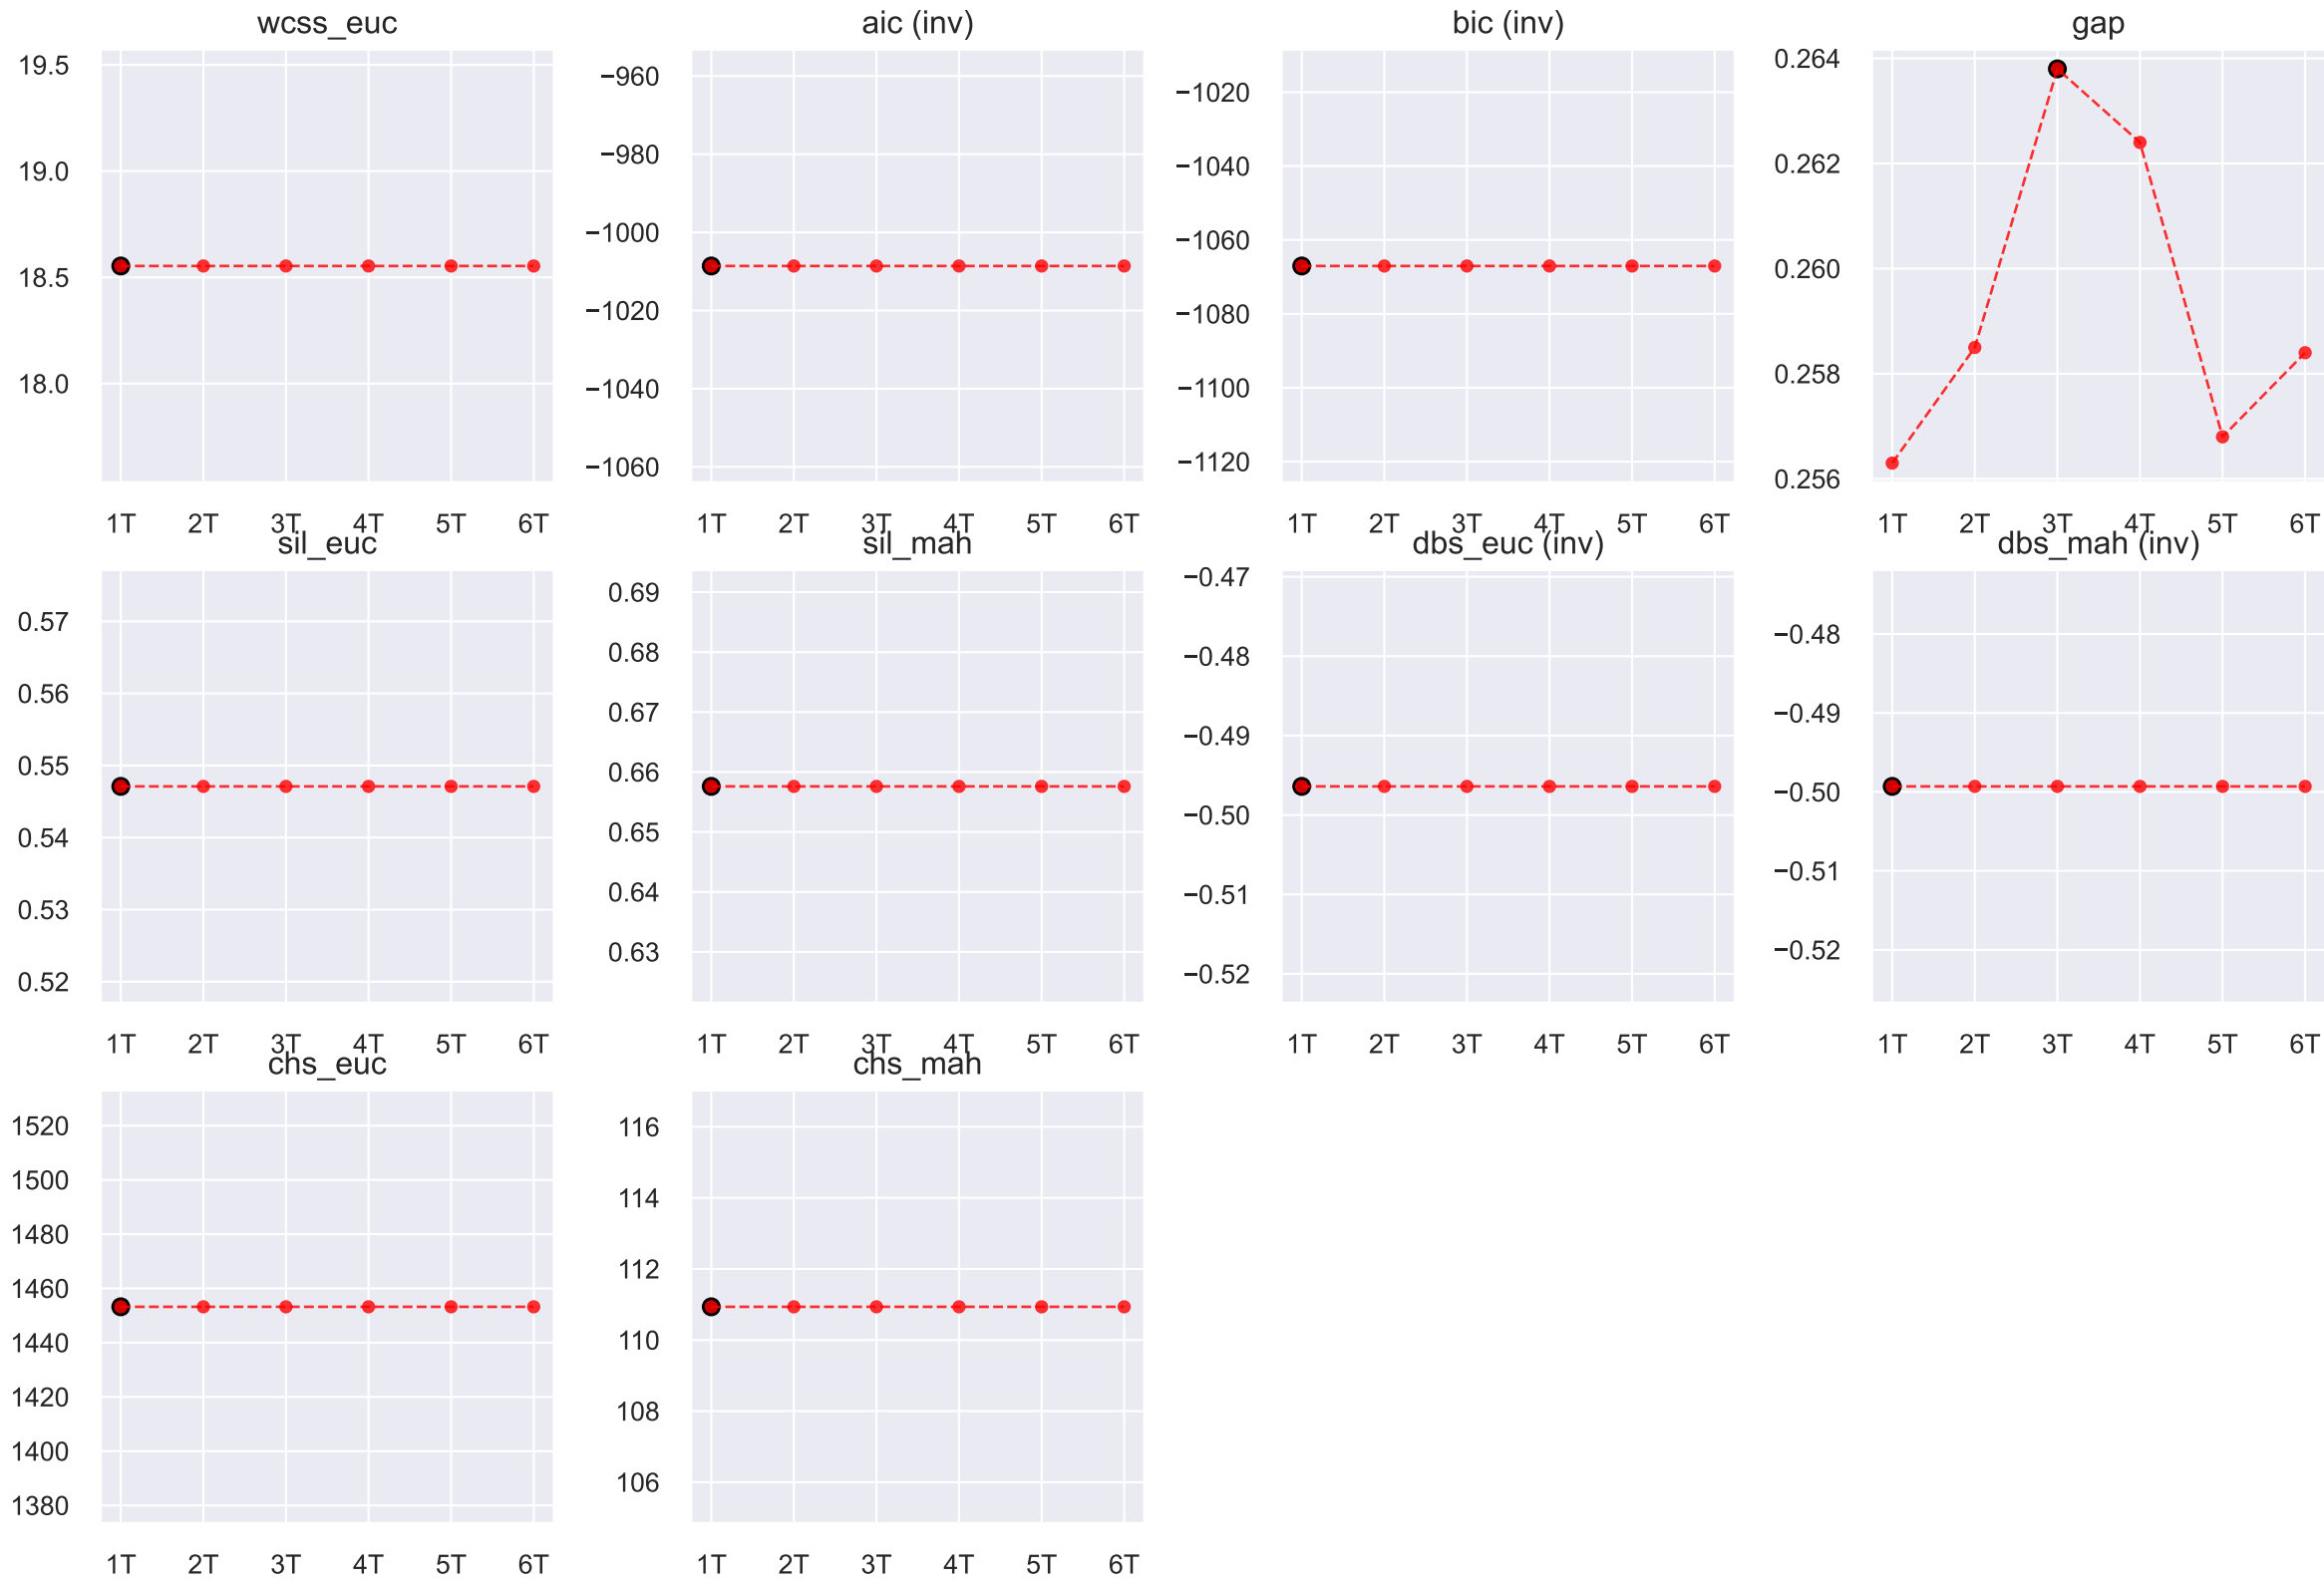 wcss_euc
19.5
19.0
18.5
18.0
1T 2T 3T 4T 5T 6T
aic (inv)
−960
−980
−1000
−1020
−1040
−1060
1T 2T 3T 4T 5T 6T
bic (inv)
−1020
−1040
−1060
−1080
−1100
−1120
1T 2T 3T 4T 5T 6T
gap
0.264
0.262
0.260
0.258
0.256
1T 2T 3T 4T 5T 6T
sil_euc
0.57
0.56
0.55
0.54
0.53
0.52
1T 2T 3T 4T 5T 6T
sil_mah
0.69
0.68
0.67
0.66
0.65
0.64
0.63
1T 2T 3T 4T 5T 6T
dbs_euc (inv)
−0.47
−0.48
−0.49
−0.50
−0.51
−0.52
1T 2T 3T 4T 5T 6T
dbs_mah (inv)
−0.48
−0.49
−0.50
−0.51
−0.52
1T 2T 3T 4T 5T 6T
chs_euc
1520
1500
1480
1460
1440
1420
1400
1380
1T 2T 3T 4T 5T 6T
chs_mah
116
114
112
110
108
106
1T 2T 3T 4T 5T 6T